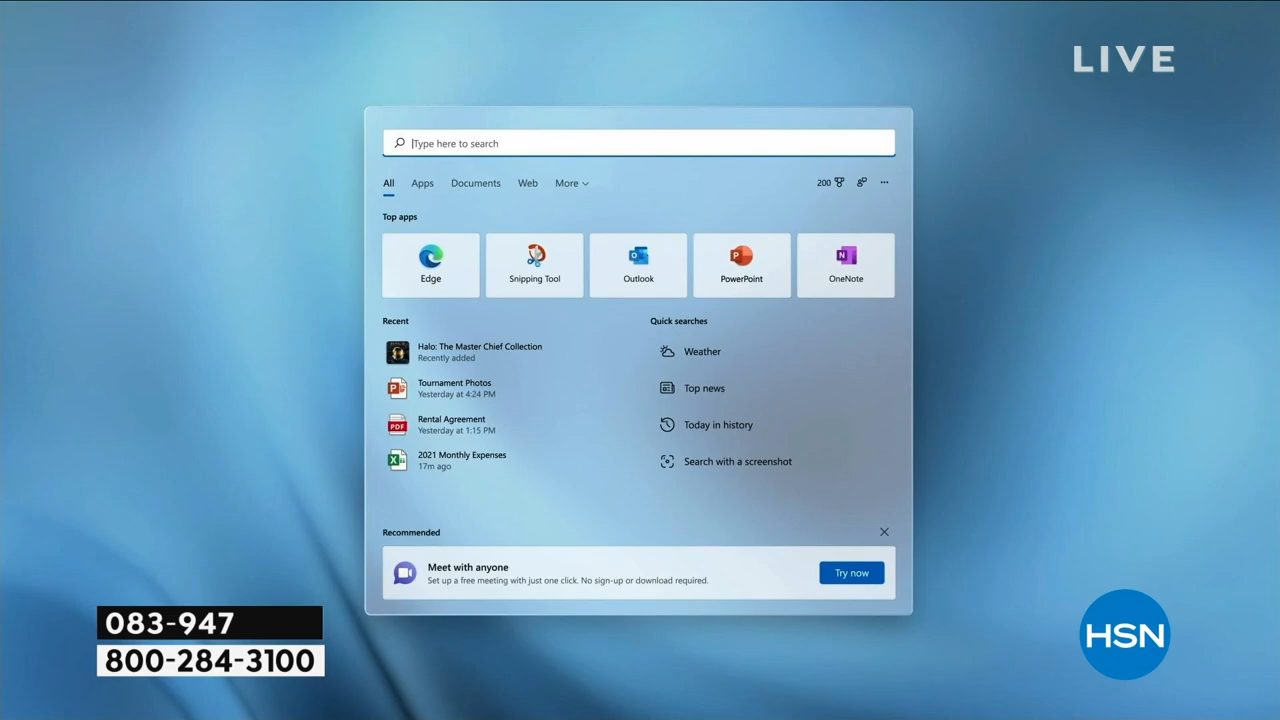 LIVE
Type here to search
All Apps Documents Web More 200
Top apps
Edge Snipping Tool Outlook PowerPoint OneNote
Recent
Halo: The Master Chief Collection
Recently added
Tournament Photos
Yesterday at 4:24 PM
Rental Agreement
Yesterday at 1:15 PM
2021 Monthly Expenses
17m ago
Quick searches
Weather
Top news
Today in history
Search with a screenshot
Recommended
Meet with anyone
Set up a free meeting with just one click. No sign-up or download required.
Try now
083-947
800-284-3100
HSN